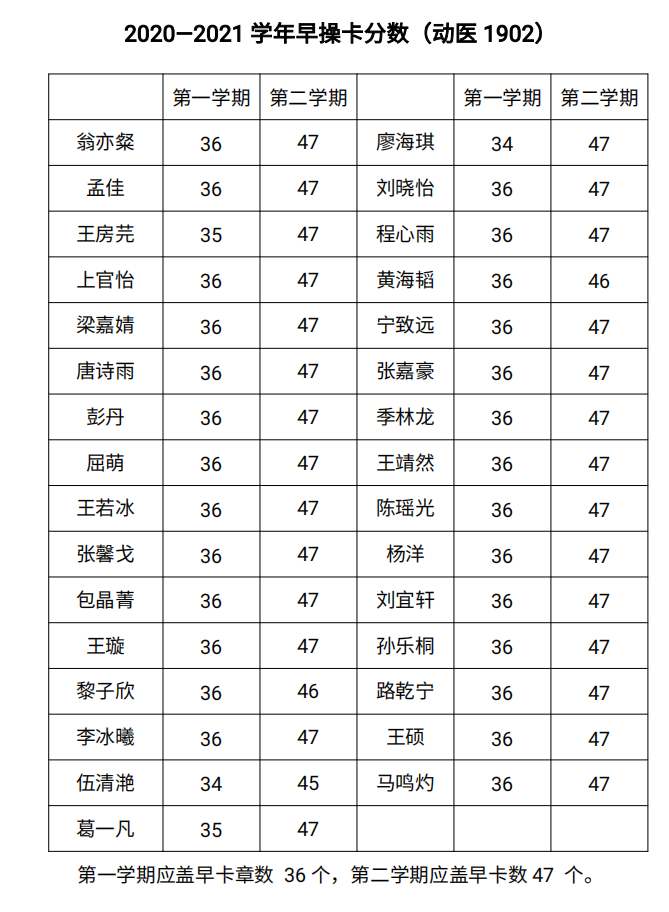 2020—2021 学年早操卡分数（动医 1902）
第一学期 第二学期 第一学期 第二学期
翁亦粲 36 47 廖海琪 34 47
孟佳 36 47 刘晓怡 36 47
王房芫 35 47 程心雨 36 47
上官怡 36 47 黄海韬 36 46
梁嘉婧 36 47 宁致远 36 47
唐诗雨 36 47 张嘉豪 36 47
彭丹 36 47 季林龙 36 47
屈萌 36 47 王靖然 36 47
王若冰 36 47 陈瑶光 36 47
张馨戈 36 47 杨洋 36 47
包晶菁 36 47 刘宜轩 36 47
王璇 36 47 孙乐桐 36 47
黎子欣 36 46 路乾宁 36 47
李冰曦 36 47 王硕 36 47
伍清滟 34 45 马鸣灼 36 47
葛一凡 35 47
第一学期应盖早卡章数 36 个，第二学期应盖早卡数 47 个。